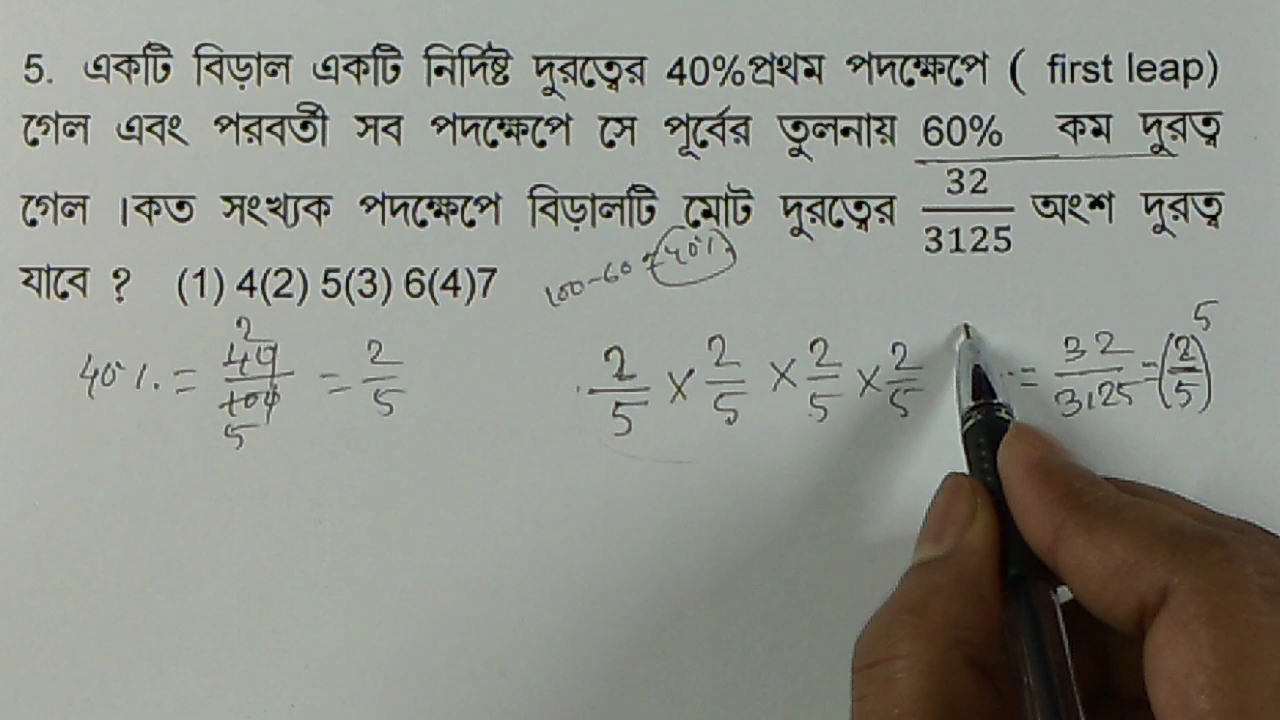 5. একটি বিড়াল একটি নির্দিষ্ট দুরত্বের 40%প্রথম পদক্ষেপে ( first leap)
গেল এবং পরবর্তী সব পদক্ষেপে সে পূর্বের তুলনায় 60% কম দুরত্ব
গেল ।কত সংখ্যক পদক্ষেপে বিড়ালটি মোট দুরত্বের 32/3125 অংশ দুরত্ব
যাবে ? (1) 4(2) 5(3) 6(4)7
100-60=40%
40%. = 40/100 = 2/5
2/5 × 2/5 × 2/5 × 2/5 ... = 32/3125 = (2/5)^5